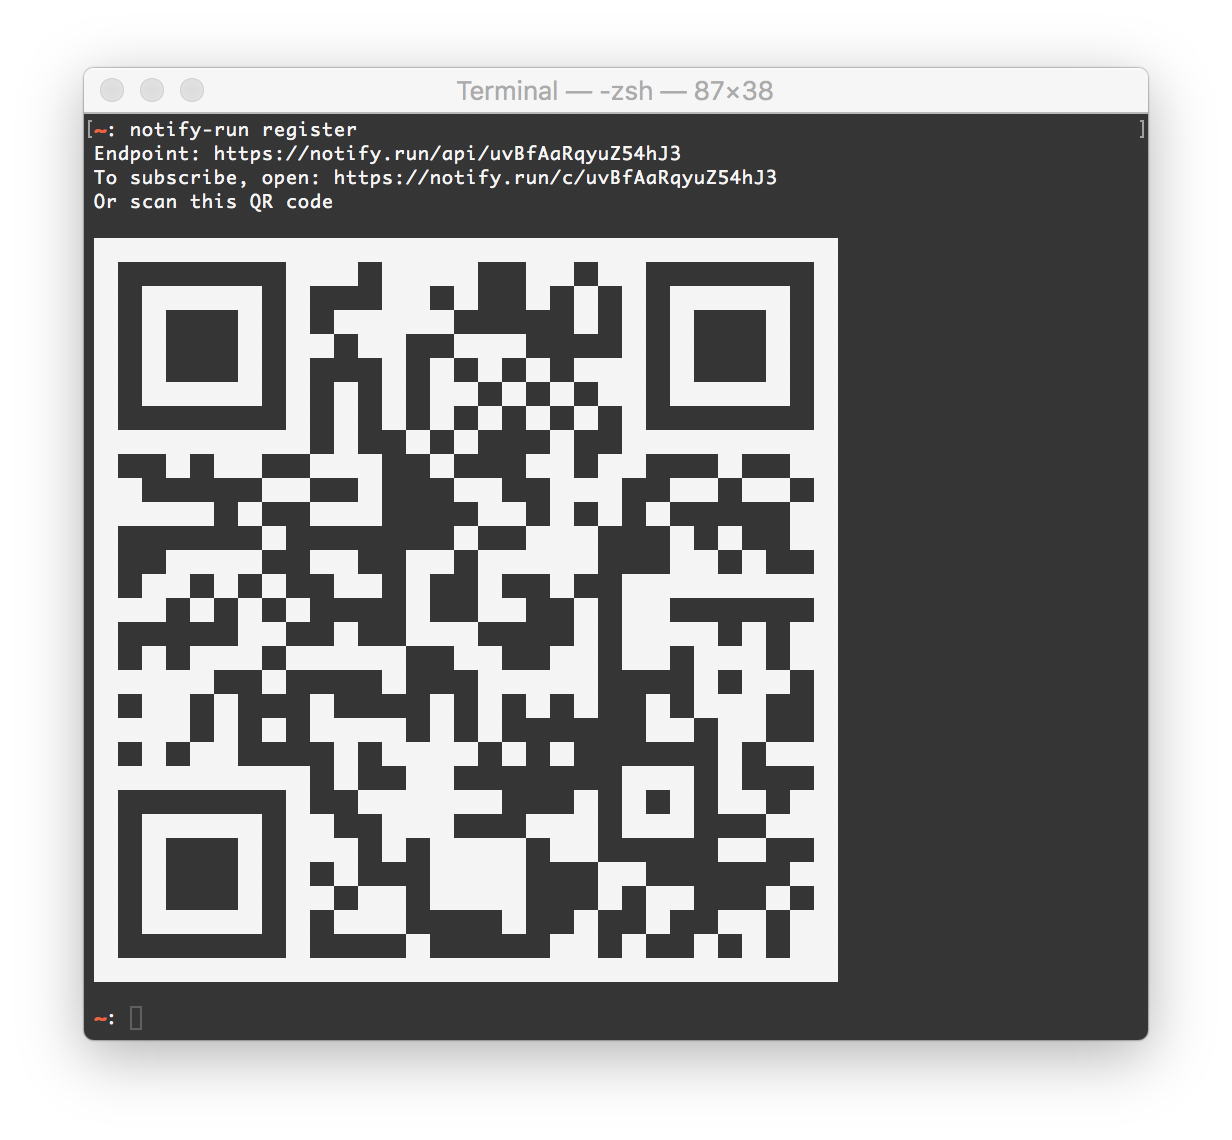 Terminal — -zsh — 87×38
[~: notify-run register ]
Endpoint: https://notify.run/api/uvBfAaRqyuZ54hJ3
To subscribe, open: https://notify.run/c/uvBfAaRqyuZ54hJ3
Or scan this QR code
~: